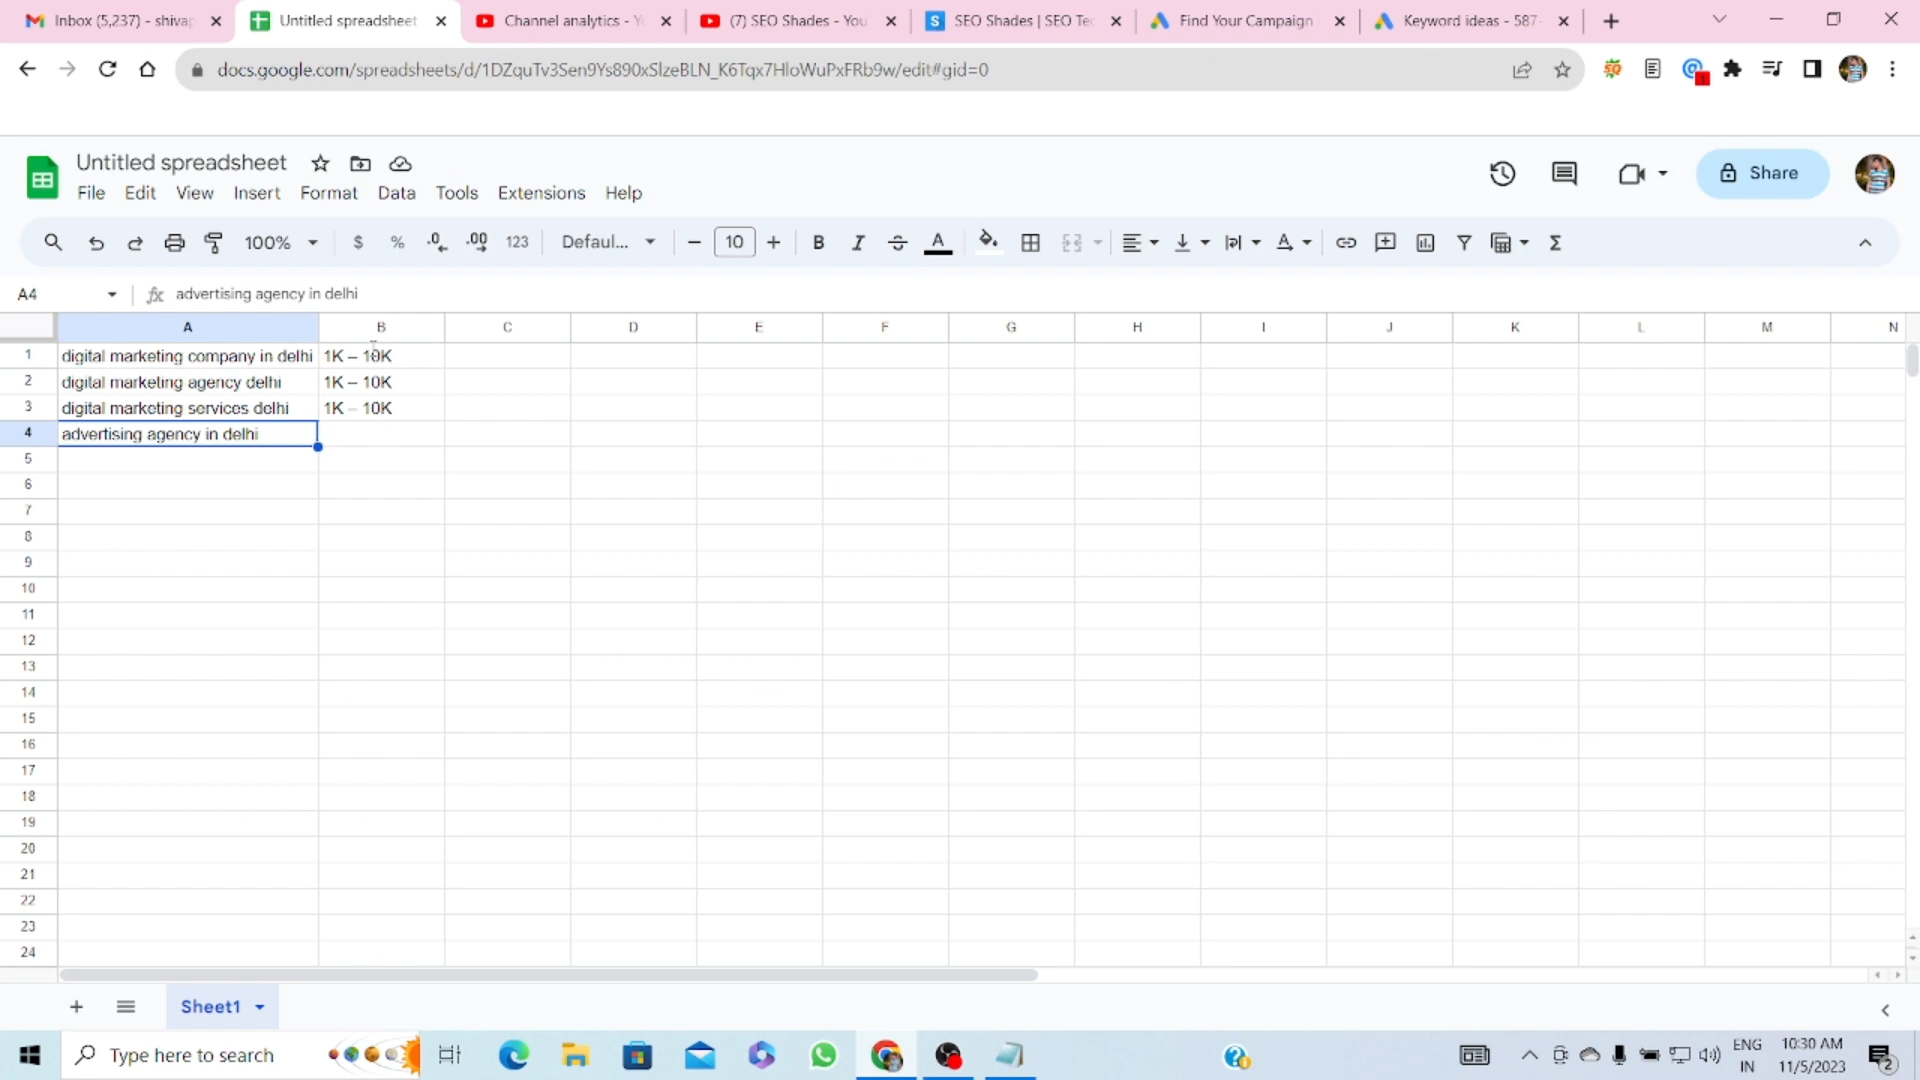 Inbox (5,237) - shivap
Untitled spreadsheet
Channel analytics - Y
(7) SEO Shades - You
SEO Shades | SEO Tec
Find Your Campaign
Keyword ideas - 587-
docs.google.com/spreadsheets/d/1DZquTv3Sen9Ys890xSlzeBLN_K6Tqx7HloWuPxFRb9w/edit#gid=0
Untitled spreadsheet
File Edit View Insert Format Data Tools Extensions Help
Share
100% $ % .0 .00 123 Defaul... 10 B I A
A4 fx advertising agency in delhi
A B C D E F G H I J K L M N
1 digital marketing company in delhi 1K – 10K
2 digital marketing agency delhi 1K – 10K
3 digital marketing services delhi 1K – 10K
4 advertising agency in delhi
5
6
7
8
9
10
11
12
13
14
15
16
17
18
19
20
21
22
23
24
Sheet1
Type here to search
ENG
IN
10:30 AM
11/5/2023
2